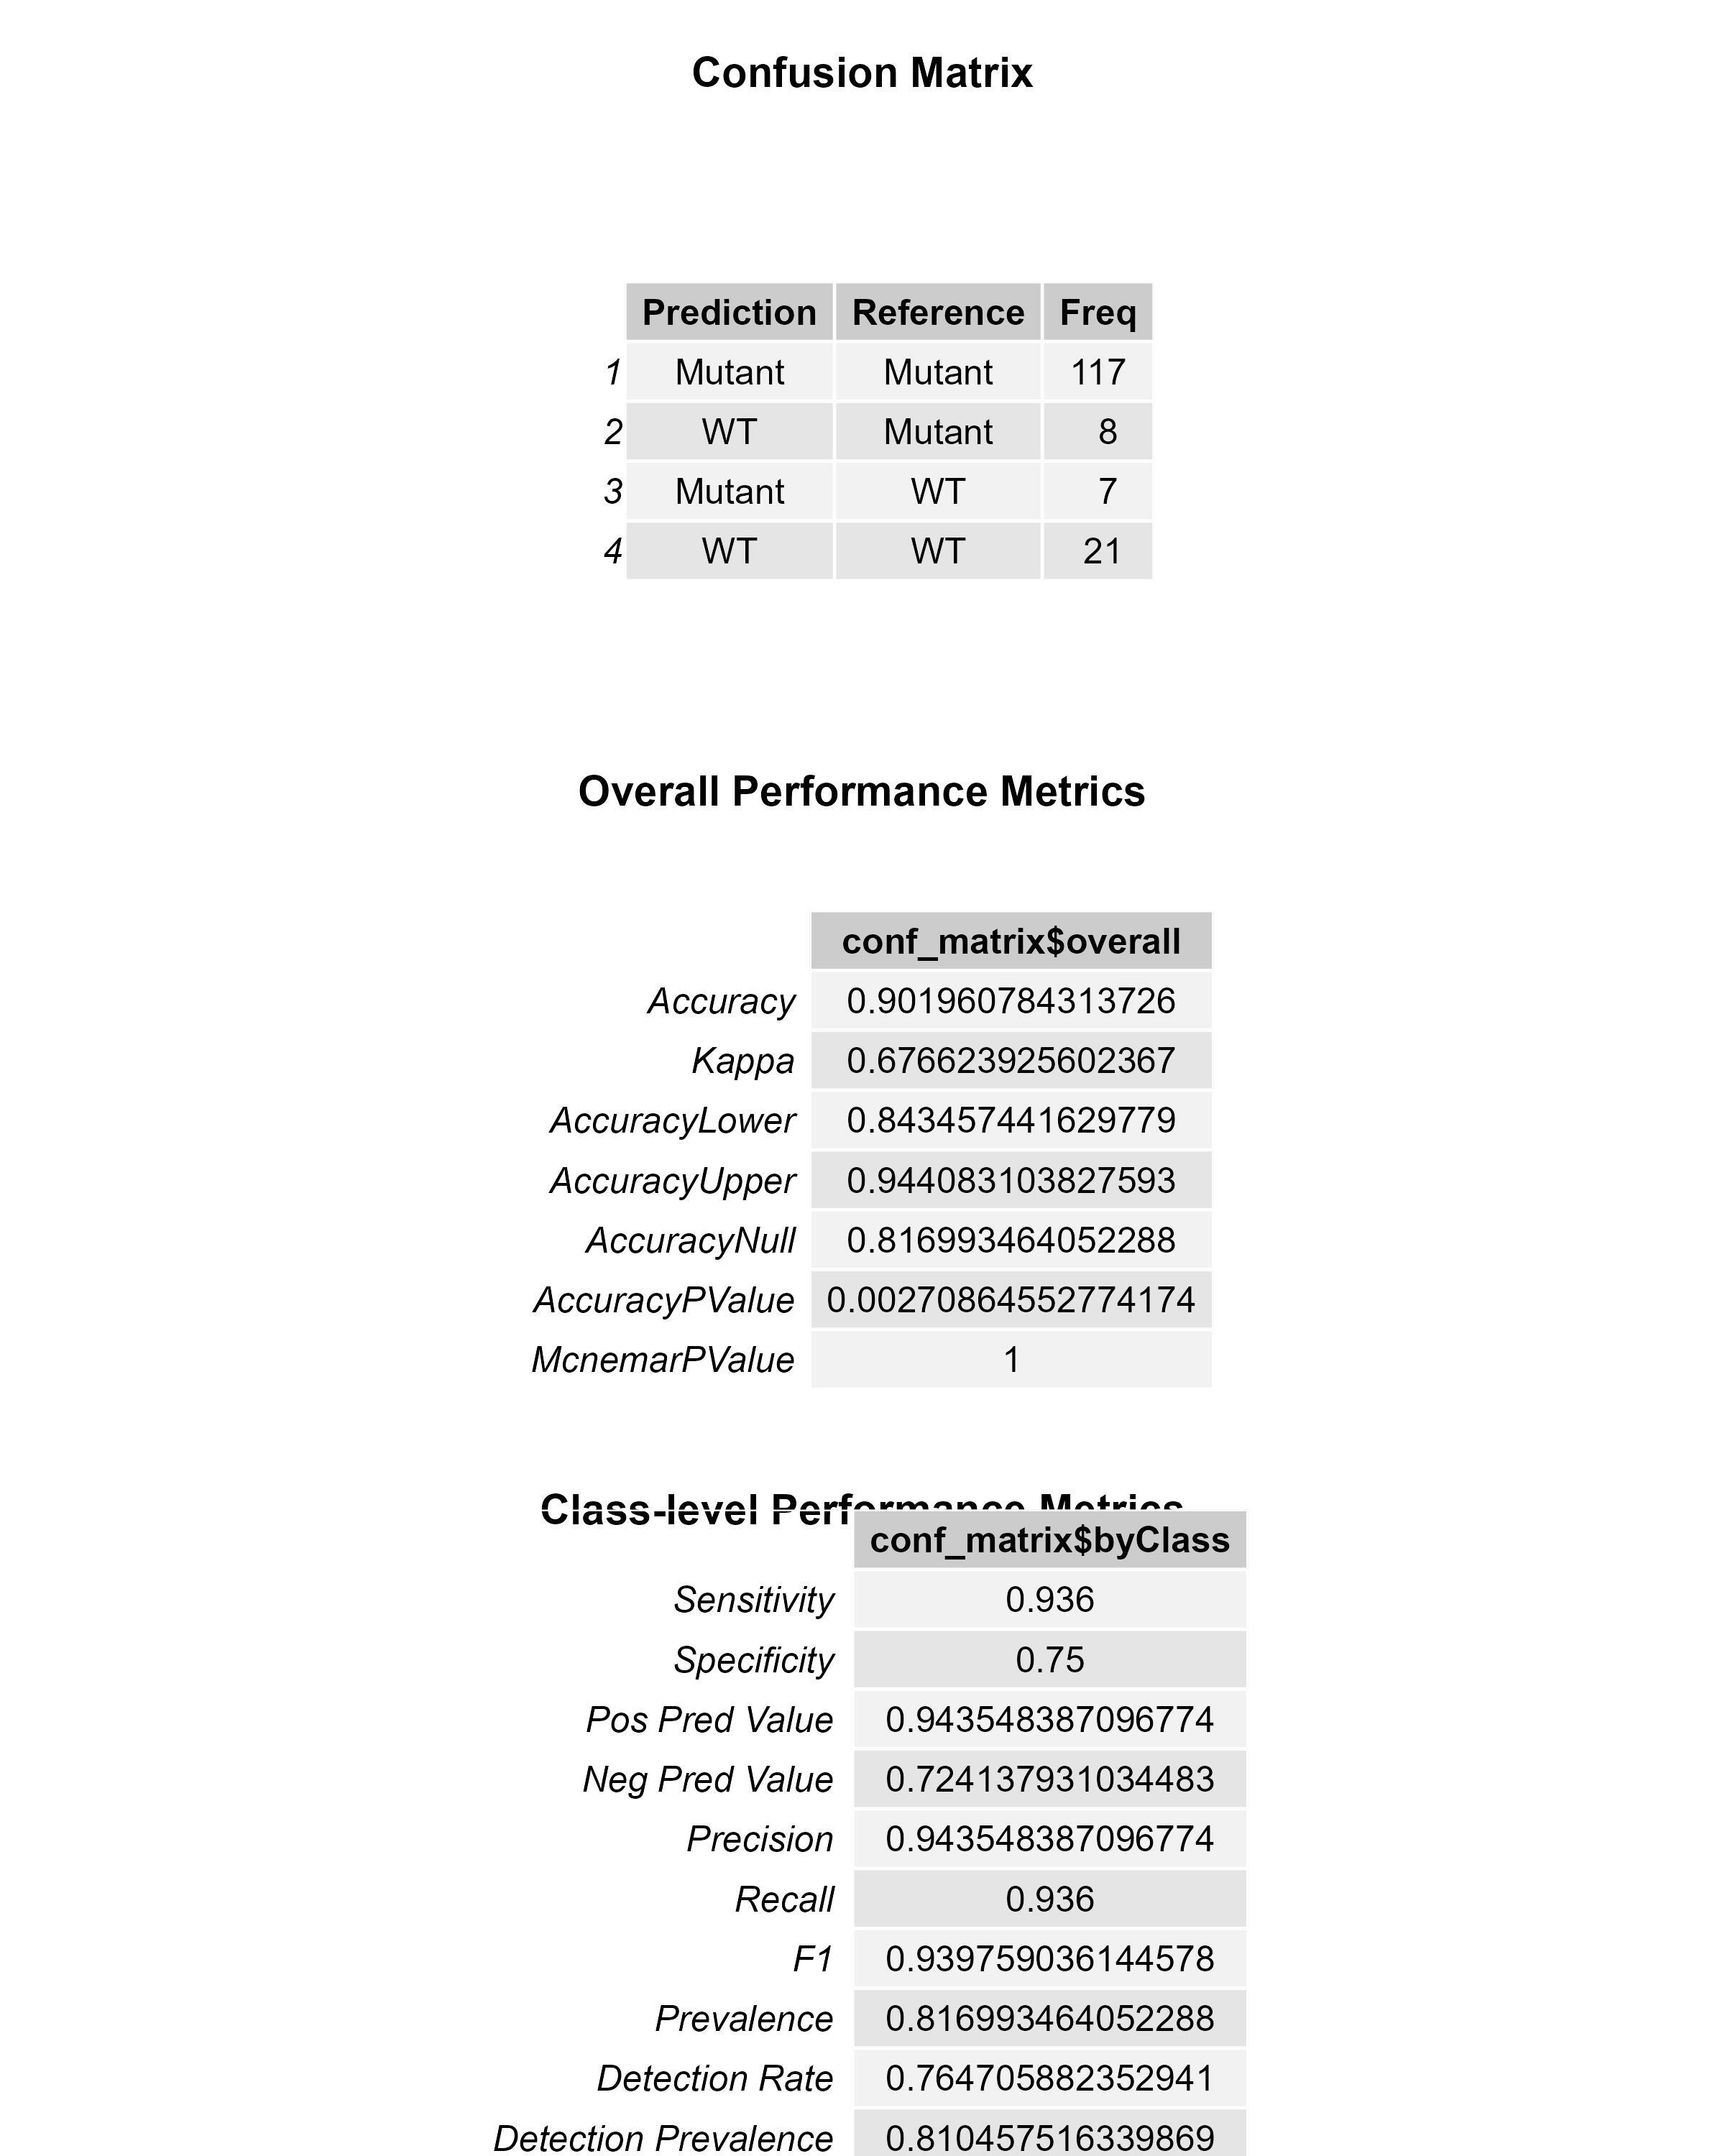 Confusion Matrix
Prediction Reference Freq
1 Mutant Mutant 117
2 WT Mutant 8
3 Mutant WT 7
4 WT WT 21
Overall Performance Metrics
conf_matrix$overall
Accuracy 0.901960784313726
Kappa 0.676623925602367
AccuracyLower 0.843457441629779
AccuracyUpper 0.944083103827593
AccuracyNull 0.816993464052288
AccuracyPValue 0.00270864552774174
McnemarPValue 1
Class-level Performance Metrics
conf_matrix$byClass
Sensitivity 0.936
Specificity 0.75
Pos Pred Value 0.943548387096774
Neg Pred Value 0.724137931034483
Precision 0.943548387096774
Recall 0.936
F1 0.939759036144578
Prevalence 0.816993464052288
Detection Rate 0.764705882352941
Detection Prevalence 0.810457516339869